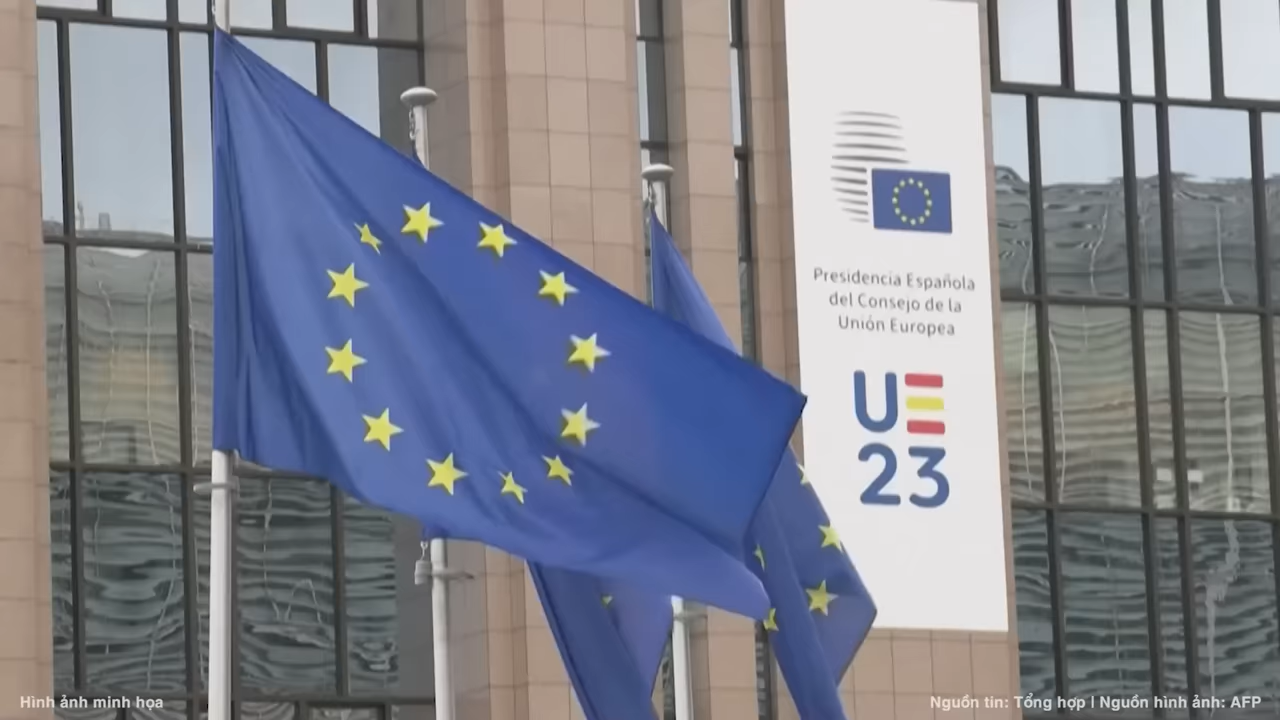 Presidencia Española
del Consejo de la
Unión Europea
UE
23
Hình ảnh minh họa
Nguồn tin: Tổng hợp | Nguồn hình ảnh: AFP